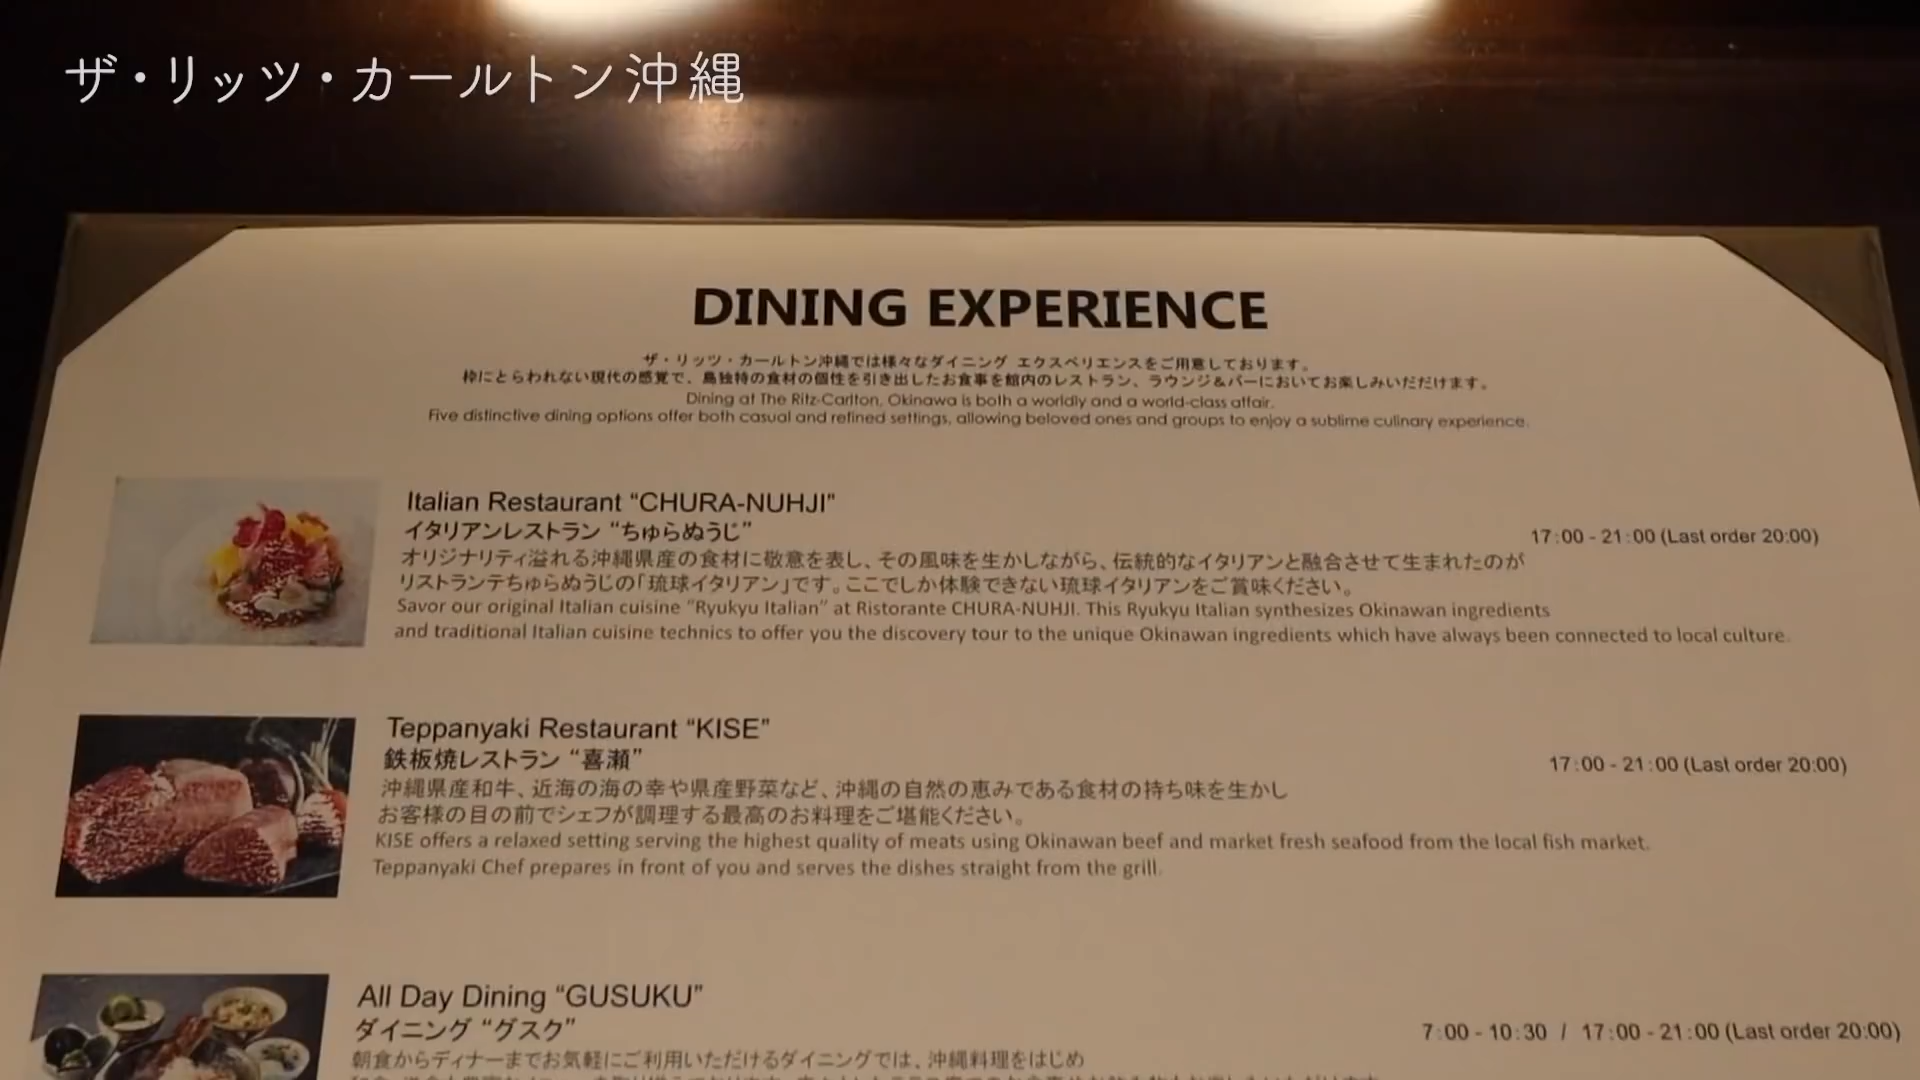 ザ・リッツ・カールトン沖縄
DINING EXPERIENCE
ザ・リッツ・カールトン沖縄では様々なダイニング エクスペリエンスをご用意しております。
枠にとらわれない現代の感覚で、島独特の食材の個性を引き出したお食事を館内のレストラン、ラウンジ&バーにおいてお楽しみいだだけます。
Dining at The Ritz-Carlton, Okinawa is both a worldly and a world-class affair.
Five distinctive dining options offer both casual and refined settings, allowing beloved ones and groups to enjoy a sublime culinary experience.
Italian Restaurant “CHURA-NUHJI”
イタリアンレストラン “ちゅらぬうじ”
17:00 - 21:00 (Last order 20:00)
オリジナリティ溢れる沖縄県産の食材に敬意を表し、その風味を生かしながら、伝統的なイタリアンと融合させて生まれたのが
リストランテちゅらぬうじの「琉球イタリアン」です。ここでしか体験できない琉球イタリアンをご賞味ください。
Savor our original Italian cuisine “Ryukyu Italian” at Ristorante CHURA-NUHJI. This Ryukyu Italian synthesizes Okinawan ingredients
and traditional Italian cuisine technics to offer you the discovery tour to the unique Okinawan ingredients which have always been connected to local culture.
Teppanyaki Restaurant “KISE”
鉄板焼レストラン “喜瀬”
17:00 - 21:00 (Last order 20:00)
沖縄県産和牛、近海の海の幸や県産野菜など、沖縄の自然の恵みである食材の持ち味を生かし
お客様の目の前でシェフが調理する最高のお料理をご堪能ください。
KISE offers a relaxed setting serving the highest quality of meats using Okinawan beef and market fresh seafood from the local fish market.
Teppanyaki Chef prepares in front of you and serves the dishes straight from the grill.
All Day Dining “GUSUKU”
ダイニング “グスク”
7:00 - 10:30 / 17:00 - 21:00 (Last order 20:00)
朝食からディナーまでお気軽にご利用いただけるダイニングでは、沖縄料理をはじめ